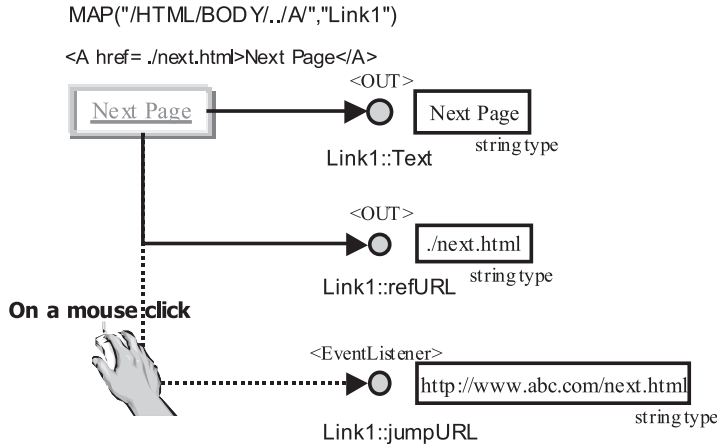 MAP("/HTML/BODY/../A/","Link1")
<A href= ./next.html>Next Page</A>
<OUT>
Next Page
Next Page
string type
Link1::Text
<OUT>
./next.html
string type
Link1::refURL
On a mouse click
<EventListener>
http://www.abc.com/next.html
string type
Link1::jumpURL